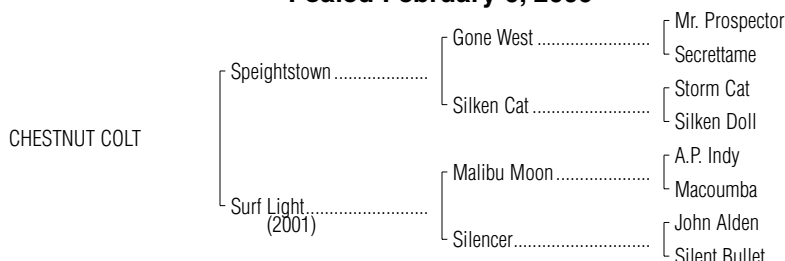 Foaled February
Mr. Prospector
Gone West
Secrettame
Speightstown
Storm Cat
Silken Cat
Silken Doll
CHESTNUT COLT
A.P. Indy
Malibu Moon
Macoumba
Surf Light
(2001)
John Alden
Silencer
Silent Bullet